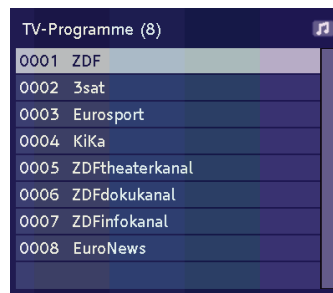 TV-Programme (8)
0001 ZDF
0002 3sat
0003 Eurosport
0004 KiKa
0005 ZDFtheaterkanal
0006 ZDFdokukanal
0007 ZDFinfokanal
0008 EuroNews